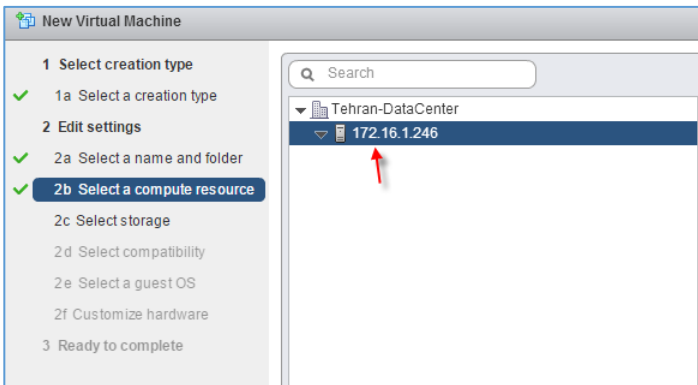 New Virtual Machine
1 Select creation type
1a Select a creation type
2 Edit settings
2a Select a name and folder
2b Select a compute resource
2c Select storage
2d Select compatibility
2e Select a guest OS
2f Customize hardware
3 Ready to complete
Search
Tehran-DataCenter
172.16.1.246